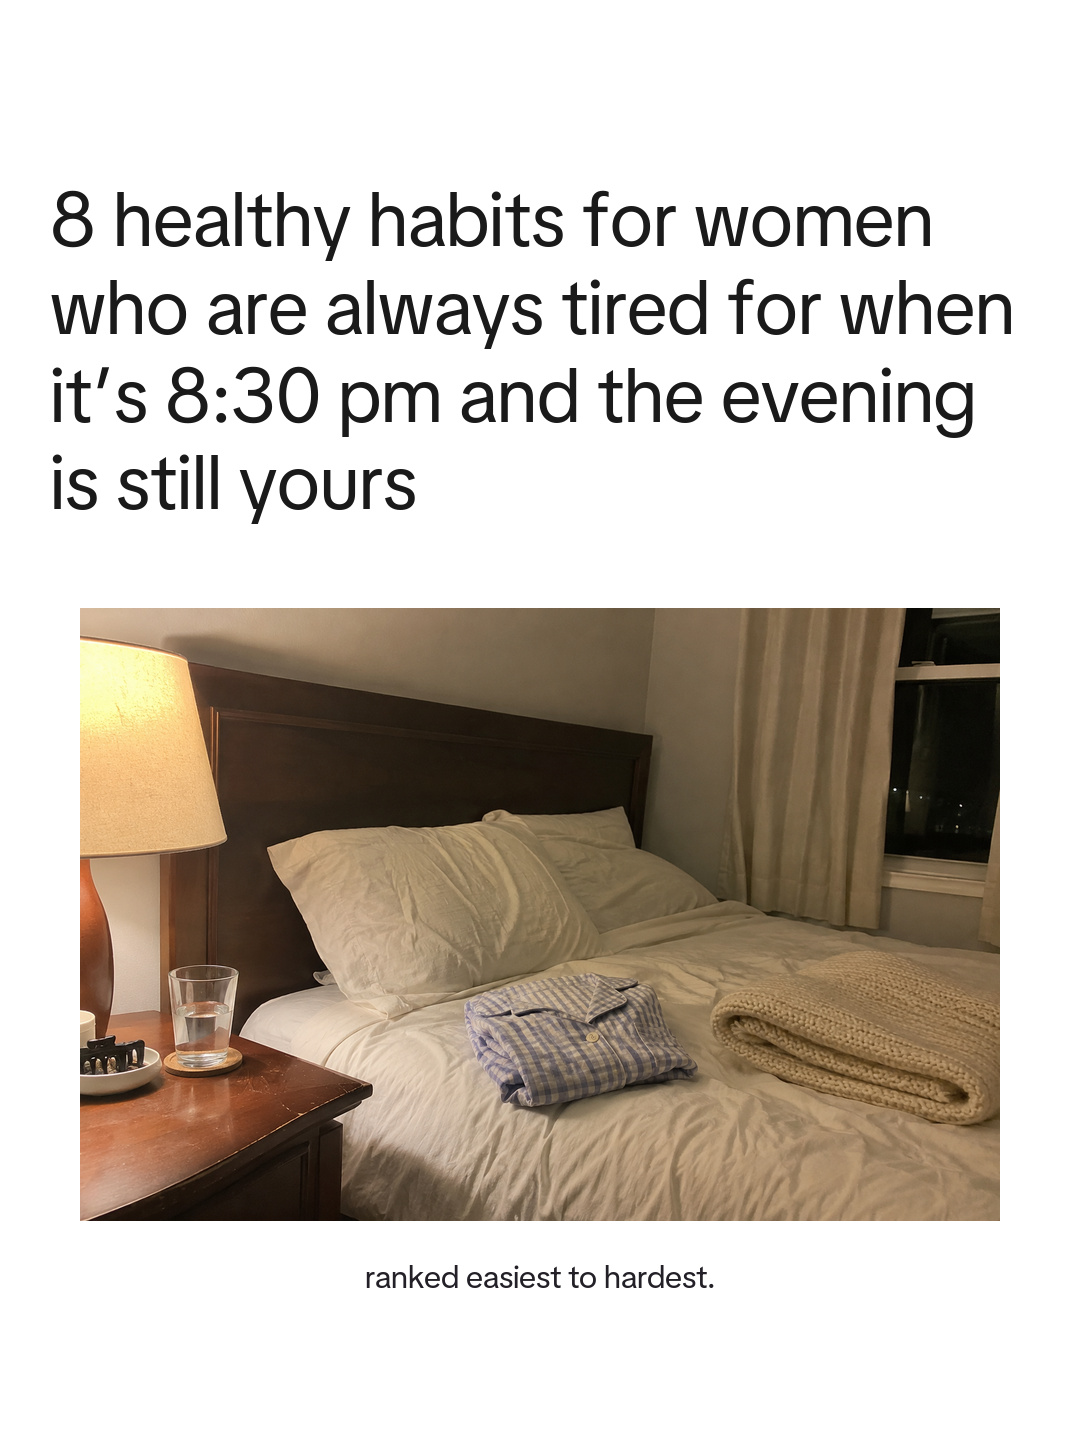 8 healthy habits for women
who are always tired for when
it’s 8:30 pm and the evening
is still yours
ranked easiest to hardest.